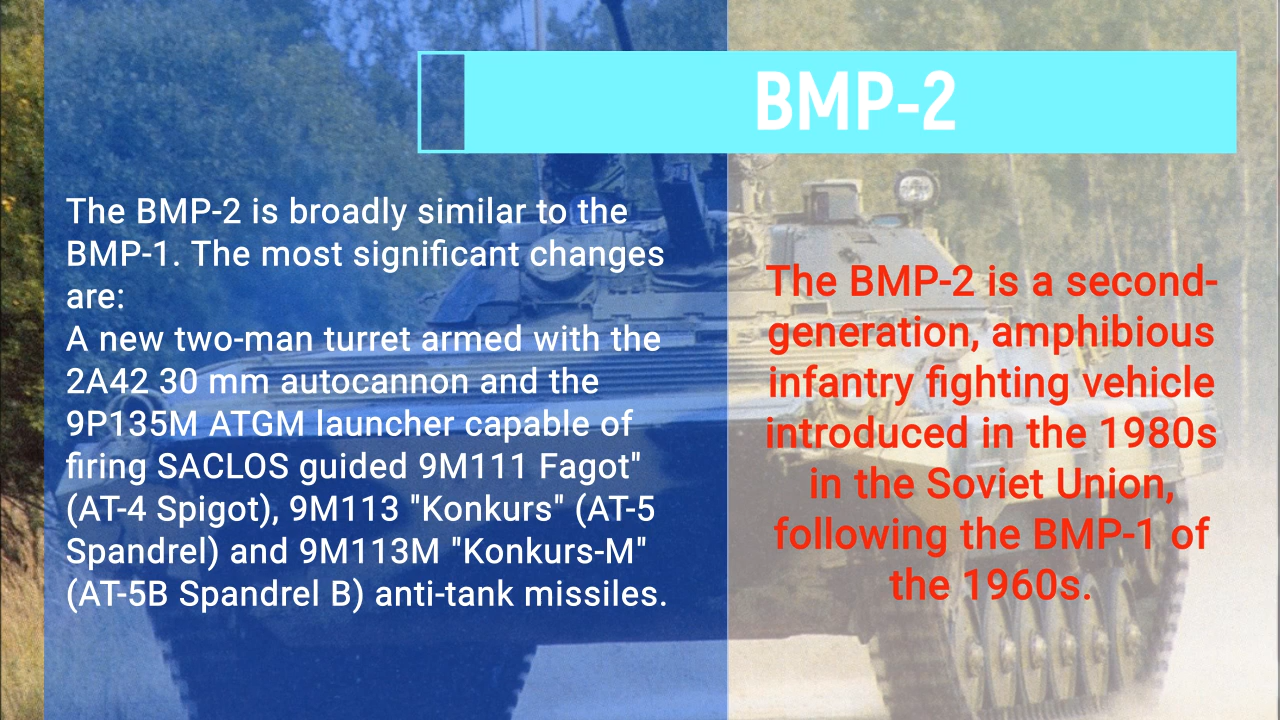 BMP-2
The BMP-2 is broadly similar to the
BMP-1. The most significant changes
are:
A new two-man turret armed with the
2A42 30 mm autocannon and the
9P135M ATGM launcher capable of
firing SACLOS guided 9M111 Fagot"
(AT-4 Spigot), 9M113 "Konkurs" (AT-5
Spandrel) and 9M113M "Konkurs-M"
(AT-5B Spandrel B) anti-tank missiles.
The BMP-2 is a second-
generation, amphibious
infantry fighting vehicle
introduced in the 1980s
in the Soviet Union,
following the BMP-1 of
the 1960s.